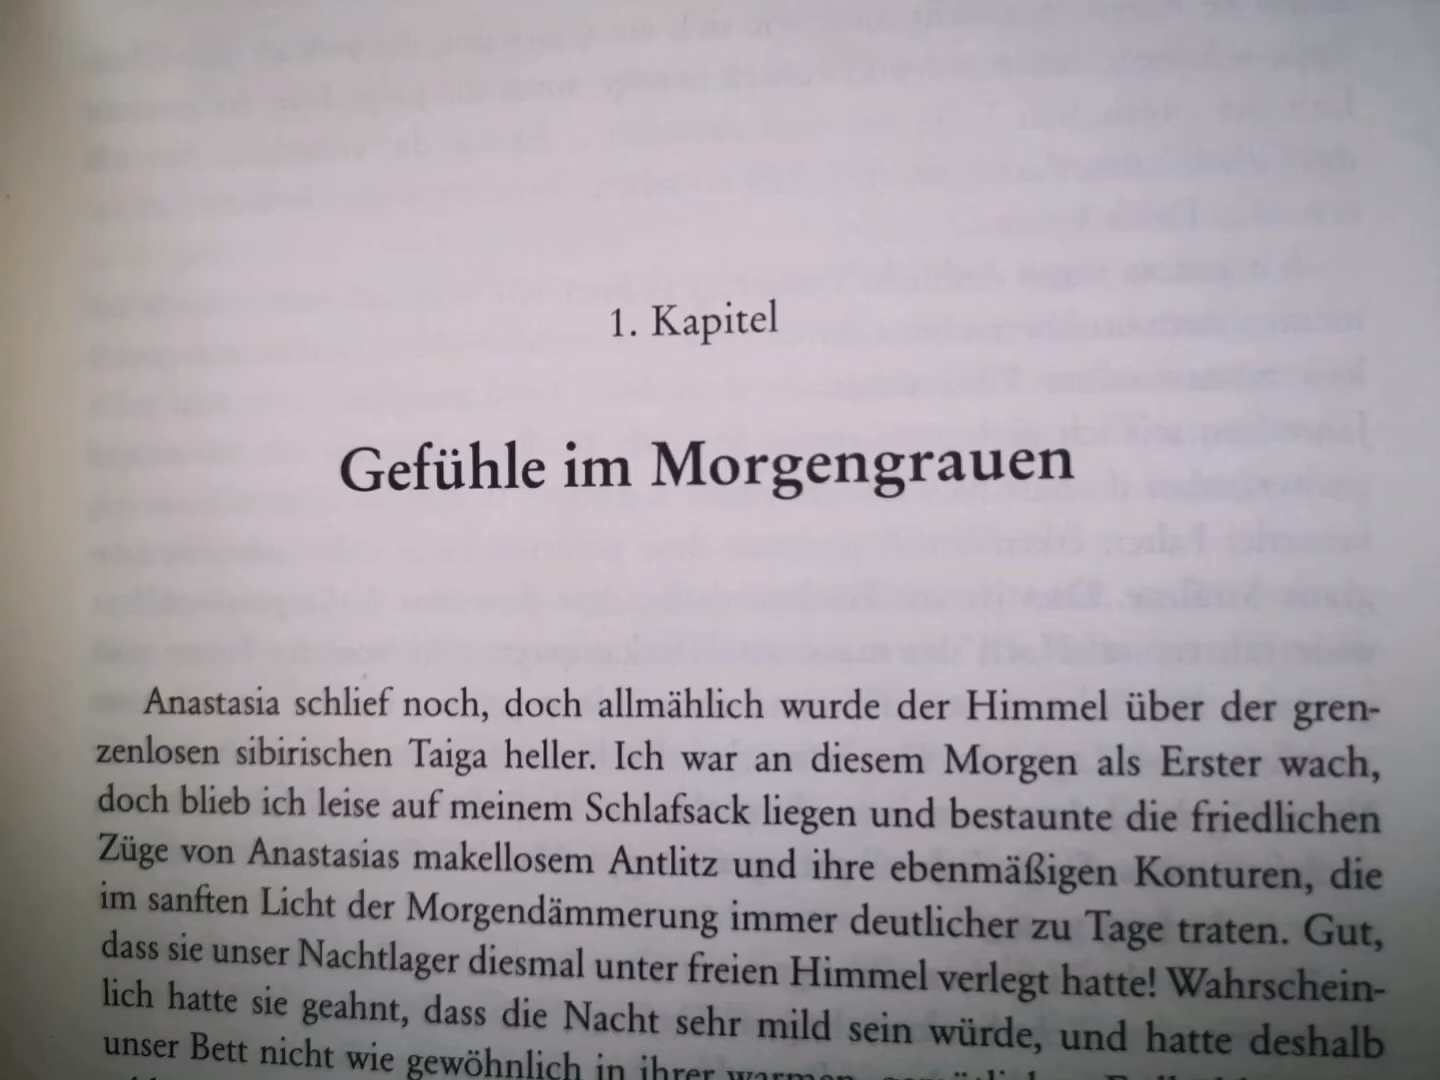 1. Kapitel
Gefühle im Morgengrauen
Anastasia schlief noch, doch allmählich wurde der Himmel über der gren-
zenlosen sibirischen Taiga heller. Ich war an diesem Morgen als Erster wach,
doch blieb ich leise auf meinem Schlafsack liegen und bestaunte die friedlichen
Züge von Anastasias makellosem Antlitz und ihre ebenmäßigen Konturen, die
im sanften Licht der Morgendämmerung immer deutlicher zu Tage traten. Gut,
dass sie unser Nachtlager diesmal unter freien Himmel verlegt hatte! Wahrschein-
lich hatte sie geahnt, dass die Nacht sehr mild sein würde, und hatte deshalb
unser Bett nicht wie gewöhnlich in ihrer warmen,